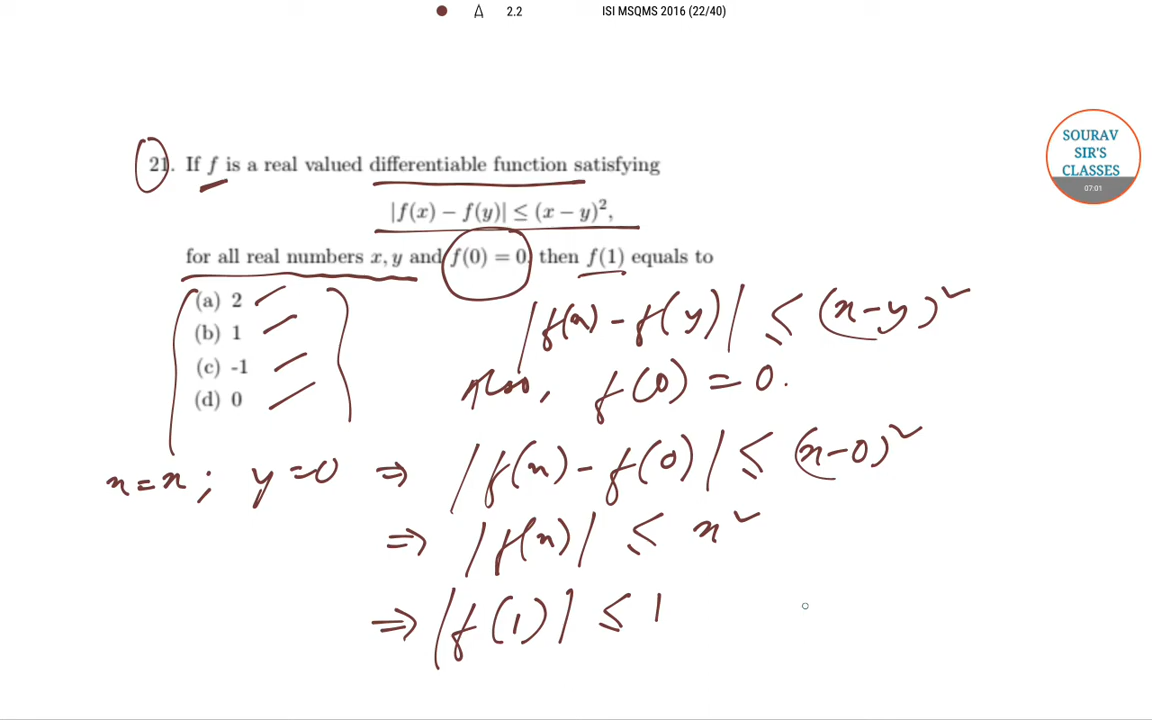 A 2.2 ISI MSQMS 2016 (22/40)
SOURAV
SIR'S
CLASSES
07:01
21. If f is a real valued differentiable function satisfying
|f(x) − f(y)| ≤ (x − y)²,
for all real numbers x, y and f(0) = 0, then f(1) equals to
(a) 2
(b) 1
(c) -1
(d) 0
|f(x) - f(y)| ≤ (x-y)²
Also, f(0) = 0.
x = x ; y = 0 ⇒ |f(x) - f(0)| ≤ (x-0)²
⇒ |f(x)| ≤ x²
⇒ |f(1)| ≤ 1